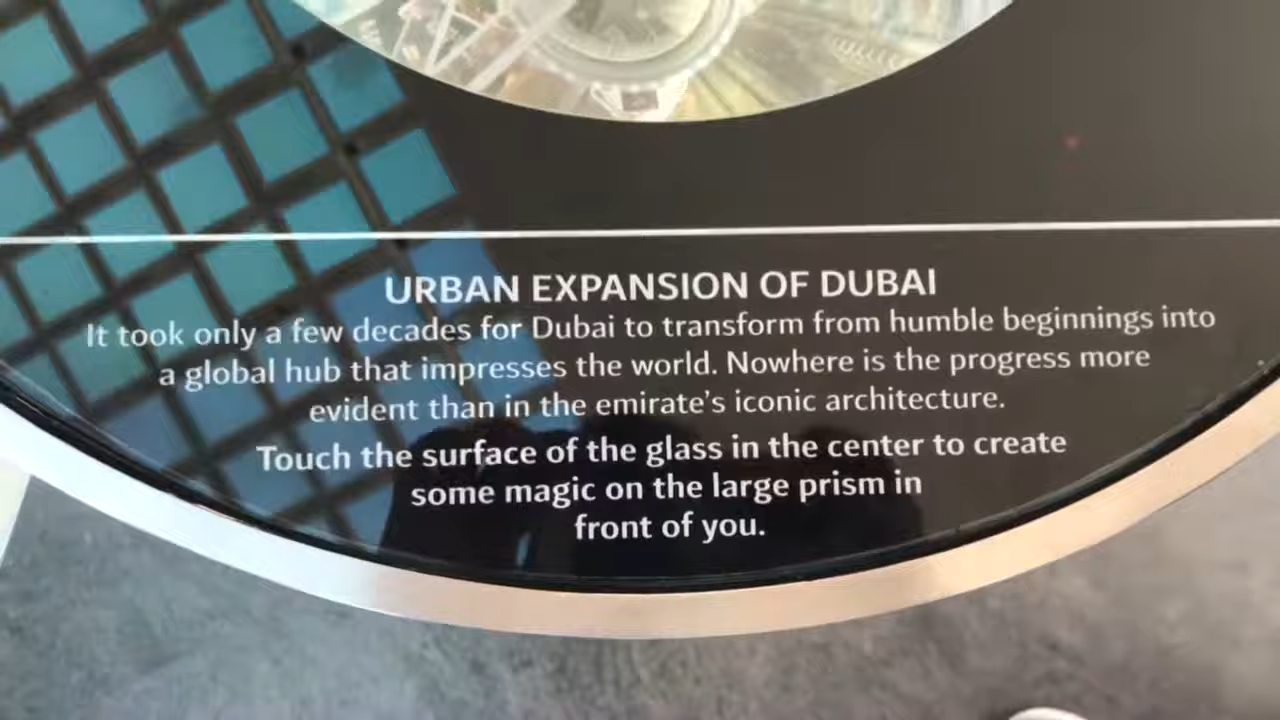 URBAN EXPANSION OF DUBAI
It took only a few decades for Dubai to transform from humble beginnings into
a global hub that impresses the world. Nowhere is the progress more
evident than in the emirate's iconic architecture.
Touch the surface of the glass in the center to create
some magic on the large prism in
front of you.